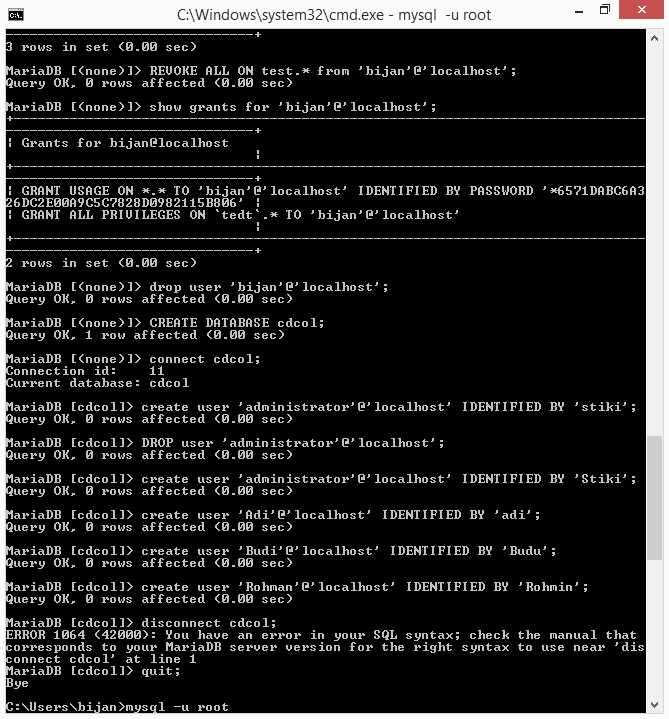 C:\Windows\system32\cmd.exe - mysql -u root
-------------------------------+
3 rows in set (0.00 sec)
MariaDB [(none)]> REVOKE ALL ON test.* from 'bijan'@'localhost';
Query OK, 0 rows affected (0.00 sec)
MariaDB [(none)]> show grants for 'bijan'@'localhost';
+-------------------------------------------------------------------------------
-------------------------------+
| Grants for bijan@localhost
                               |
+-------------------------------------------------------------------------------
-------------------------------+
| GRANT USAGE ON *.* TO 'bijan'@'localhost' IDENTIFIED BY PASSWORD '*6571DABC6A3
26DC2E00A9C5C7828D0982115B806' |
| GRANT ALL PRIVILEGES ON `tedt`.* TO 'bijan'@'localhost'
                               |
+-------------------------------------------------------------------------------
-------------------------------+
2 rows in set (0.00 sec)
MariaDB [(none)]> drop user 'bijan'@'localhost';
Query OK, 0 rows affected (0.00 sec)
MariaDB [(none)]> CREATE DATABASE cdcol;
Query OK, 1 row affected (0.00 sec)
MariaDB [(none)]> connect cdcol;
Connection id:    11
Current database: cdcol
MariaDB [cdcol]> create user 'administrator'@'localhost' IDENTIFIED BY 'stiki';
Query OK, 0 rows affected (0.00 sec)
MariaDB [cdcol]> DROP user 'administrator'@'localhost';
Query OK, 0 rows affected (0.00 sec)
MariaDB [cdcol]> create user 'administrator'@'localhost' IDENTIFIED BY 'Stiki';
Query OK, 0 rows affected (0.00 sec)
MariaDB [cdcol]> create user 'Adi'@'localhost' IDENTIFIED BY 'adi';
Query OK, 0 rows affected (0.00 sec)
MariaDB [cdcol]> create user 'Budi'@'localhost' IDENTIFIED BY 'Budu';
Query OK, 0 rows affected (0.00 sec)
MariaDB [cdcol]> create user 'Rohman'@'localhost' IDENTIFIED BY 'Rohmin';
Query OK, 0 rows affected (0.00 sec)
MariaDB [cdcol]> disconnect cdcol;
ERROR 1064 (42000): You have an error in your SQL syntax; check the manual that
corresponds to your MariaDB server version for the right syntax to use near 'dis
connect cdcol' at line 1
MariaDB [cdcol]> quit;
Bye
C:\Users\bijan>mysql -u root